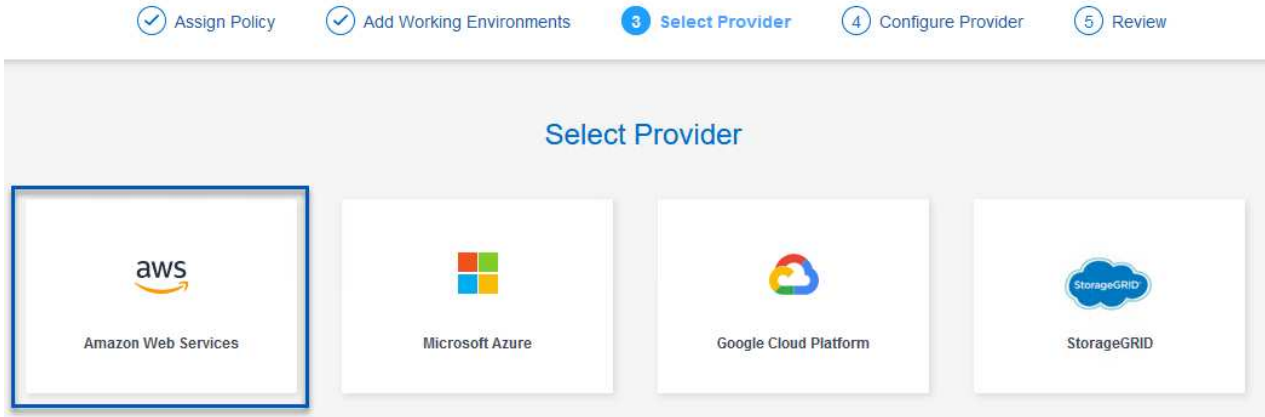 Assign Policy Add Working Environments 3 Select Provider 4 Configure Provider 5 Review
Select Provider
aws StorageGRID
Amazon Web Services Microsoft Azure Google Cloud Platform StorageGRID